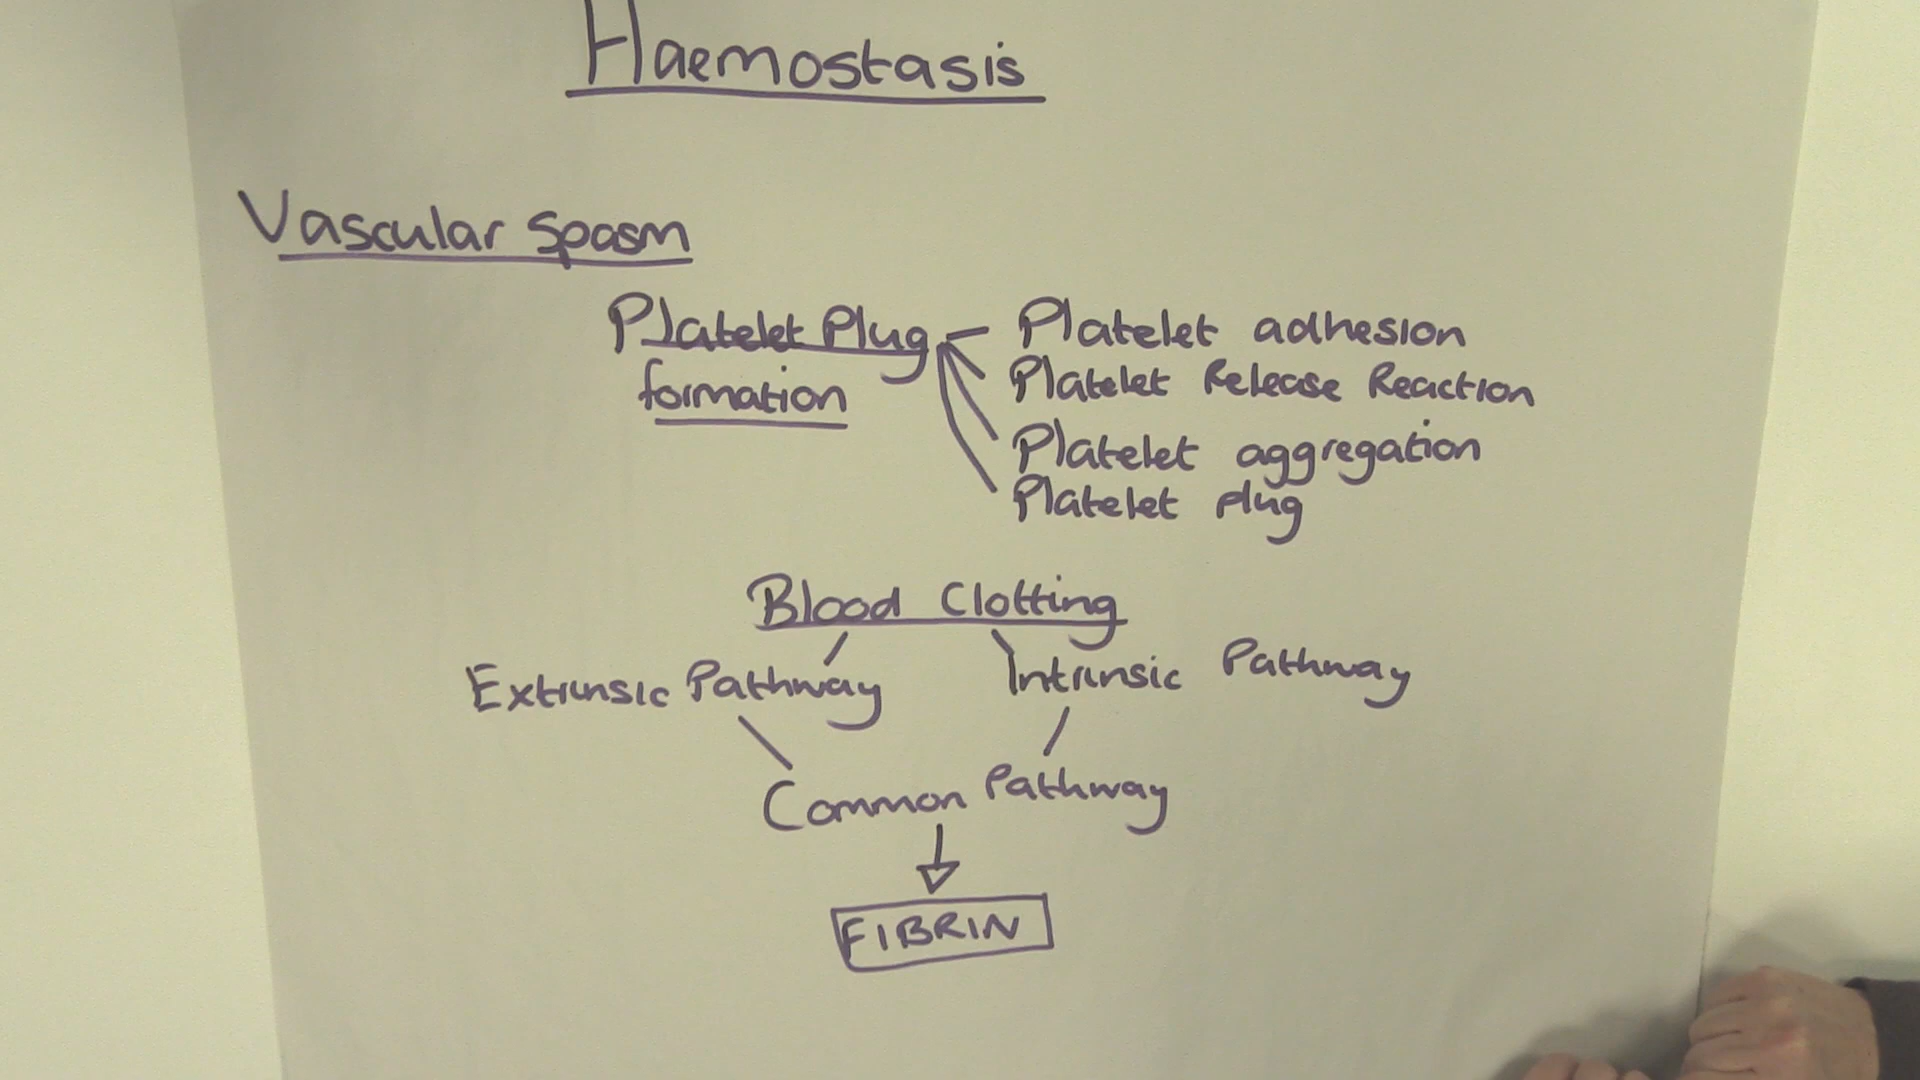 Haemostasis
Vascular Spasm
Platelet Plug
formation
Platelet adhesion
Platelet Release Reaction
Platelet aggregation
Platelet plug
Blood Clotting
Extrinsic Pathway
Intrinsic Pathway
Common Pathway
FIBRIN